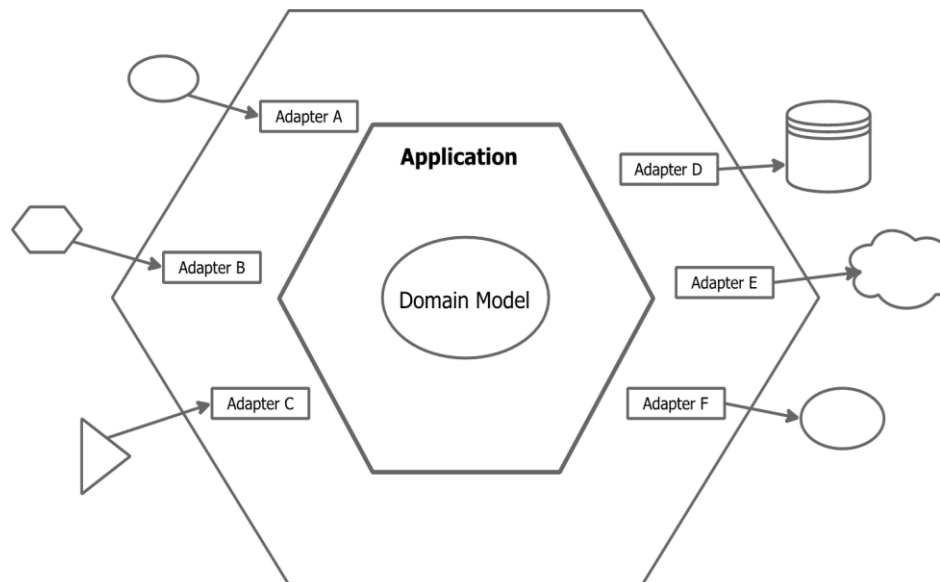 Adapter A
Application
Adapter D
Adapter B
Adapter E
Domain Model
Adapter C
Adapter F